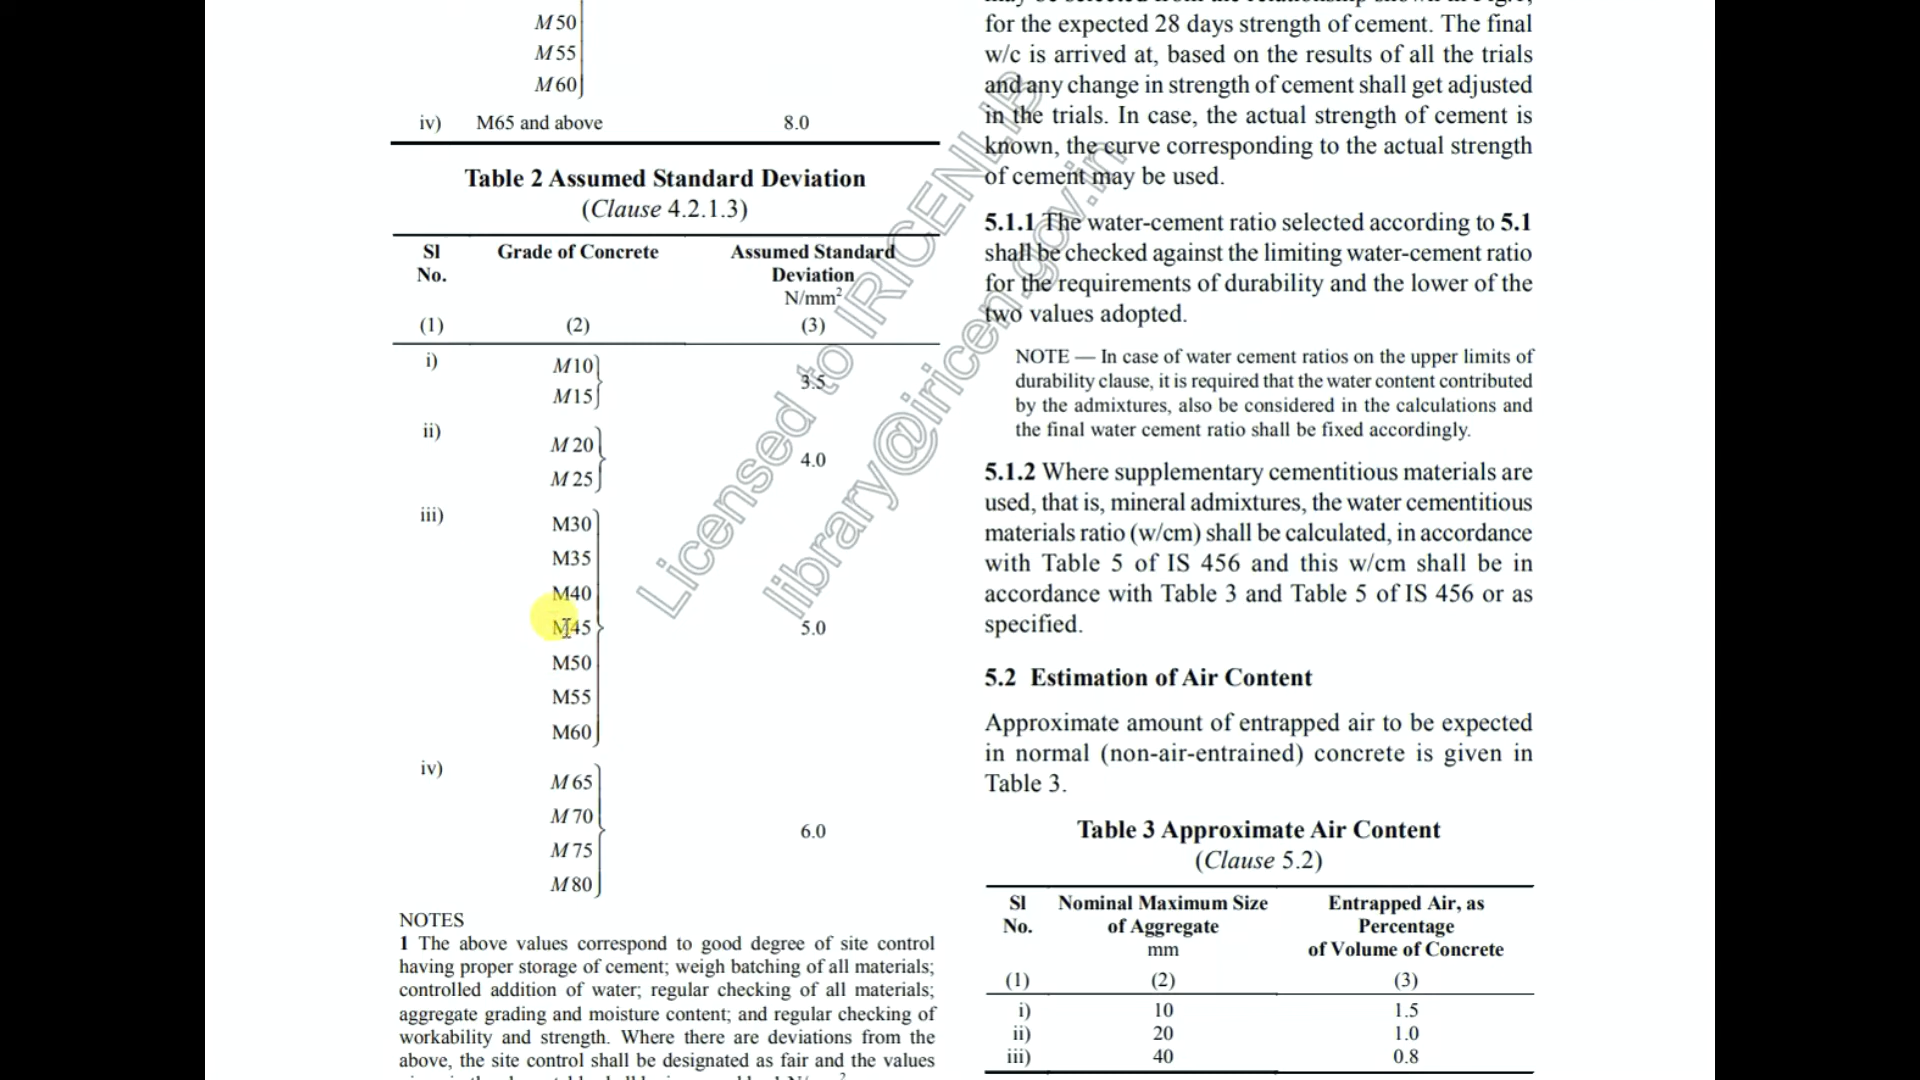 M50
M55
M60
iv) M65 and above 8.0
Table 2 Assumed Standard Deviation
(Clause 4.2.1.3)
Sl Grade of Concrete Assumed Standard
No. Deviation
N/mm²
(1) (2) (3)
i) M10
3.5
M15
ii) M20
4.0
M25
iii) M30
M35
M40
M45 5.0
M50
M55
M60
iv) M65
M70
6.0
M75
M80
NOTES
1 The above values correspond to good degree of site control
having proper storage of cement; weigh batching of all materials;
controlled addition of water; regular checking of all materials;
aggregate grading and moisture content; and regular checking of
workability and strength. Where there are deviations from the
above, the site control shall be designated as fair and the values
for the expected 28 days strength of cement. The final
w/c is arrived at, based on the results of all the trials
and any change in strength of cement shall get adjusted
in the trials. In case, the actual strength of cement is
known, the curve corresponding to the actual strength
of cement may be used.
5.1.1 The water-cement ratio selected according to 5.1
shall be checked against the limiting water-cement ratio
for the requirements of durability and the lower of the
two values adopted.
NOTE — In case of water cement ratios on the upper limits of
durability clause, it is required that the water content contributed
by the admixtures, also be considered in the calculations and
the final water cement ratio shall be fixed accordingly.
5.1.2 Where supplementary cementitious materials are
used, that is, mineral admixtures, the water cementitious
materials ratio (w/cm) shall be calculated, in accordance
with Table 5 of IS 456 and this w/cm shall be in
accordance with Table 3 and Table 5 of IS 456 or as
specified.
5.2 Estimation of Air Content
Approximate amount of entrapped air to be expected
in normal (non-air-entrained) concrete is given in
Table 3.
Table 3 Approximate Air Content
(Clause 5.2)
Sl Nominal Maximum Size Entrapped Air, as
No. of Aggregate Percentage
mm of Volume of Concrete
(1) (2) (3)
i) 10 1.5
ii) 20 1.0
iii) 40 0.8
Licensed to IRICENLIB
library@iricen.gov.in